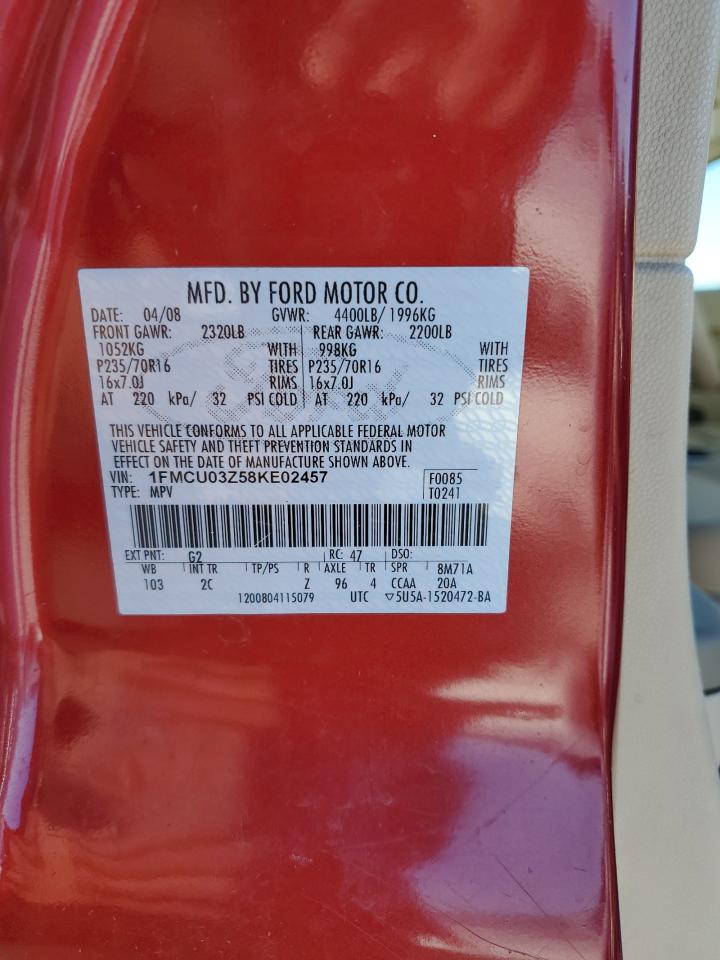 MFD. BY FORD MOTOR CO.
DATE: 04/08 GVWR: 4400LB/ 1996KG
FRONT GAWR: 2320LB REAR GAWR: 2200LB
1052KG WITH 998KG WITH
P235/70R16 TIRES P235/70R16 TIRES
16x7.0J RIMS 16x7.0J RIMS
AT 220 kPa/ 32 PSI COLD AT 220 kPa/ 32 PSI COLD
THIS VEHICLE CONFORMS TO ALL APPLICABLE FEDERAL MOTOR
VEHICLE SAFETY AND THEFT PREVENTION STANDARDS IN
EFFECT ON THE DATE OF MANUFACTURE SHOWN ABOVE.
VIN: 1FMCU03Z58KE02457 F0085
TYPE: MPV T0241
EXT PNT: G2 RC: 47 DSO:
WB INT TR TP/PS R AXLE TR SPR 8M71A
103 2C Z 96 4 CCAA 20A
1200804115079 UTC ▽5U5A-1520472-BA